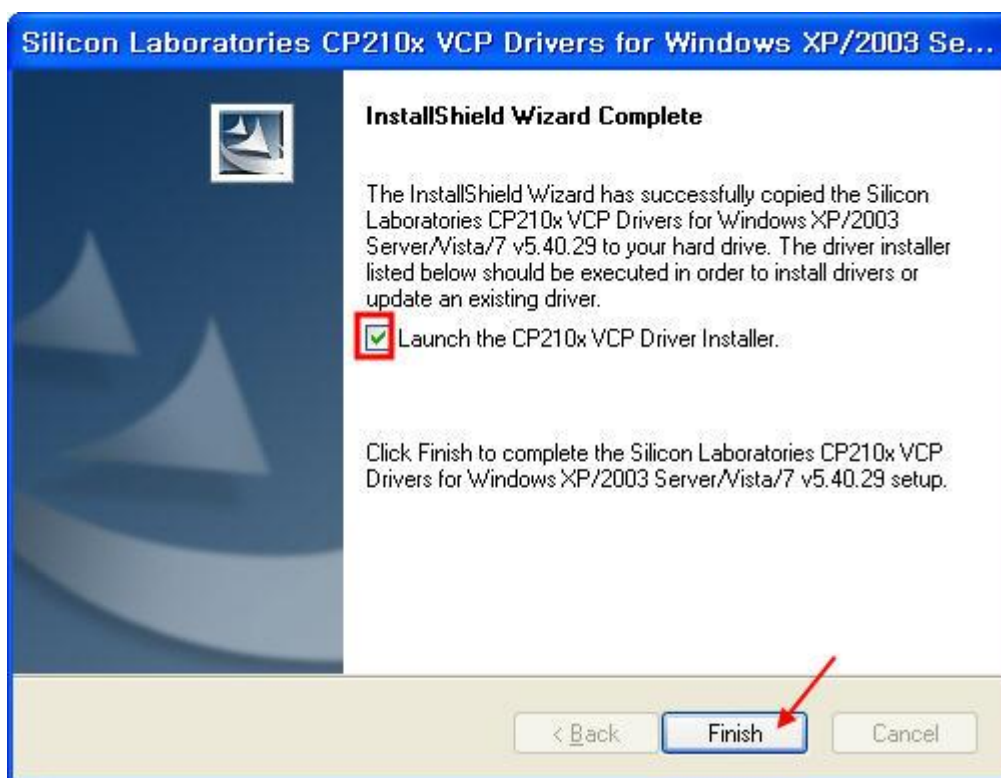 Silicon Laboratories CP210x VCP Drivers for Windows XP/2003 Se...
InstallShield Wizard Complete
The InstallShield Wizard has successfully copied the Silicon
Laboratories CP210x VCP Drivers for Windows XP/2003
Server/Vista/7 v5.40.29 to your hard drive. The driver installer
listed below should be executed in order to install drivers or
update an existing driver.
Launch the CP210x VCP Driver Installer.
Click Finish to complete the Silicon Laboratories CP210x VCP
Drivers for Windows XP/2003 Server/Vista/7 v5.40.29 setup.
< Back Finish Cancel